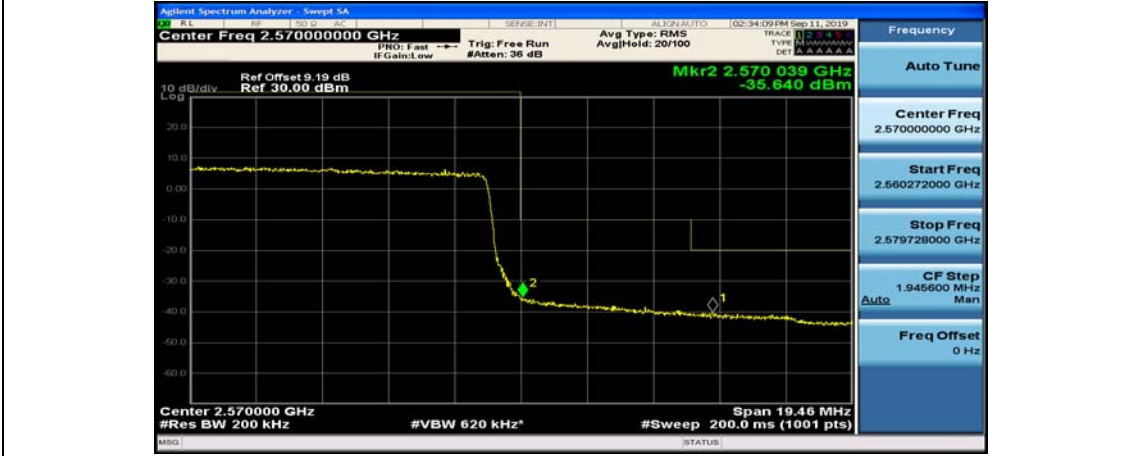 Agilent Spectrum Analyzer - Swept SA
RL RF 50 Ω AC SENSE:INT ALIGN AUTO 02:34:09 PM Sep 11, 2019
Center Freq 2.570000000 GHz
PNO: Fast
IFGain:Low
Trig: Free Run
#Atten: 36 dB
Avg Type: RMS
Avg|Hold: 20/100
TRACE 1 2 3 4 5 6
TYPE M
DET A A A A A A
Ref Offset 9.19 dB
10 dB/div Ref 30.00 dBm
Log
Mkr2 2.570 039 GHz
-35.640 dBm
20.0
10.0
0.00
-10.0
-20.0
-30.0
-40.0
-50.0
-60.0
2
1
Center 2.570000 GHz Span 19.46 MHz
#Res BW 200 kHz #VBW 620 kHz* #Sweep 200.0 ms (1001 pts)
MSG STATUS
Frequency
Auto Tune
Center Freq
2.570000000 GHz
Start Freq
2.560272000 GHz
Stop Freq
2.579728000 GHz
CF Step
1.945600 MHz
Auto Man
Freq Offset
0 Hz